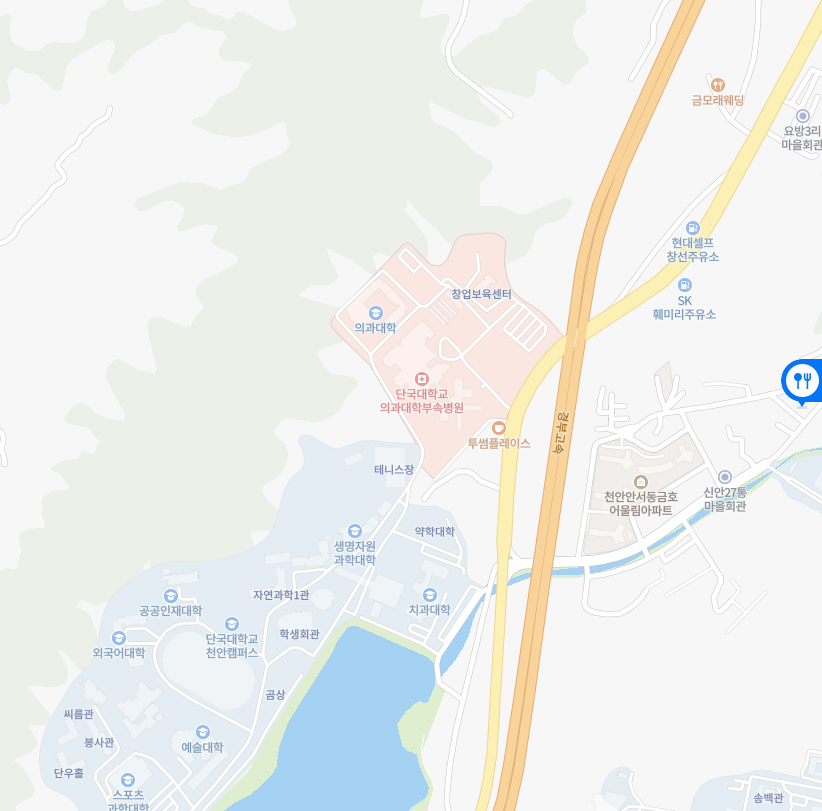 금모래웨딩
요방3리
마을회관
현대셀프
창선주유소
SK
훼미리주유소
창업보육센터
의과대학
단국대학교
의과대학부속병원
투썸플레이스
경부고속
테니스장
천안안서동금호
어울림아파트
신안27통
마을회관
약학대학
생명자원
과학대학
자연과학1관
치과대학
공공인재대학
단국대학교
천안캠퍼스
학생회관
외국어대학
곰상
씨름관
봉사관
예술대학
단우홀
스포츠
과학대학
송백관